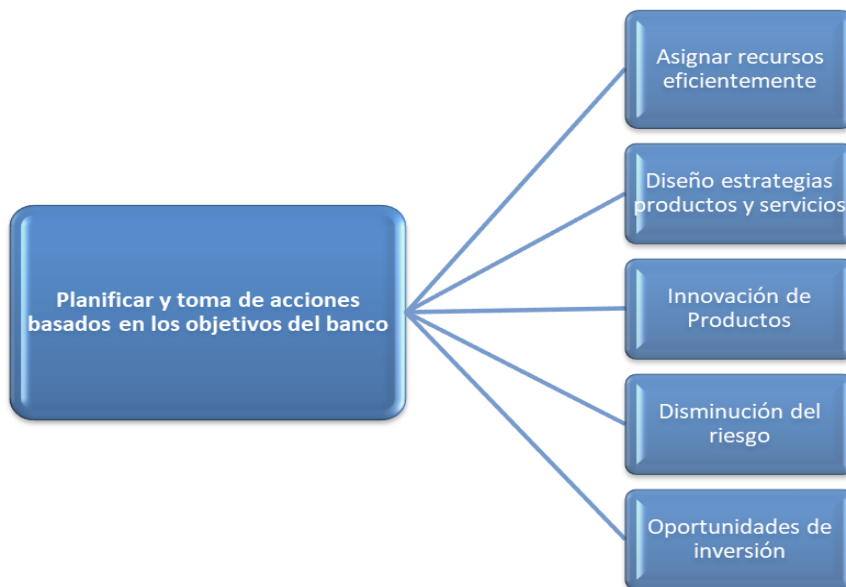 Asignar recursos
eficientemente
Diseño estrategias
productos y servicios
Planificar y toma de acciones
basados en los objetivos del banco
Innovación de
Productos
Disminución del
riesgo
Oportunidades de
inversión